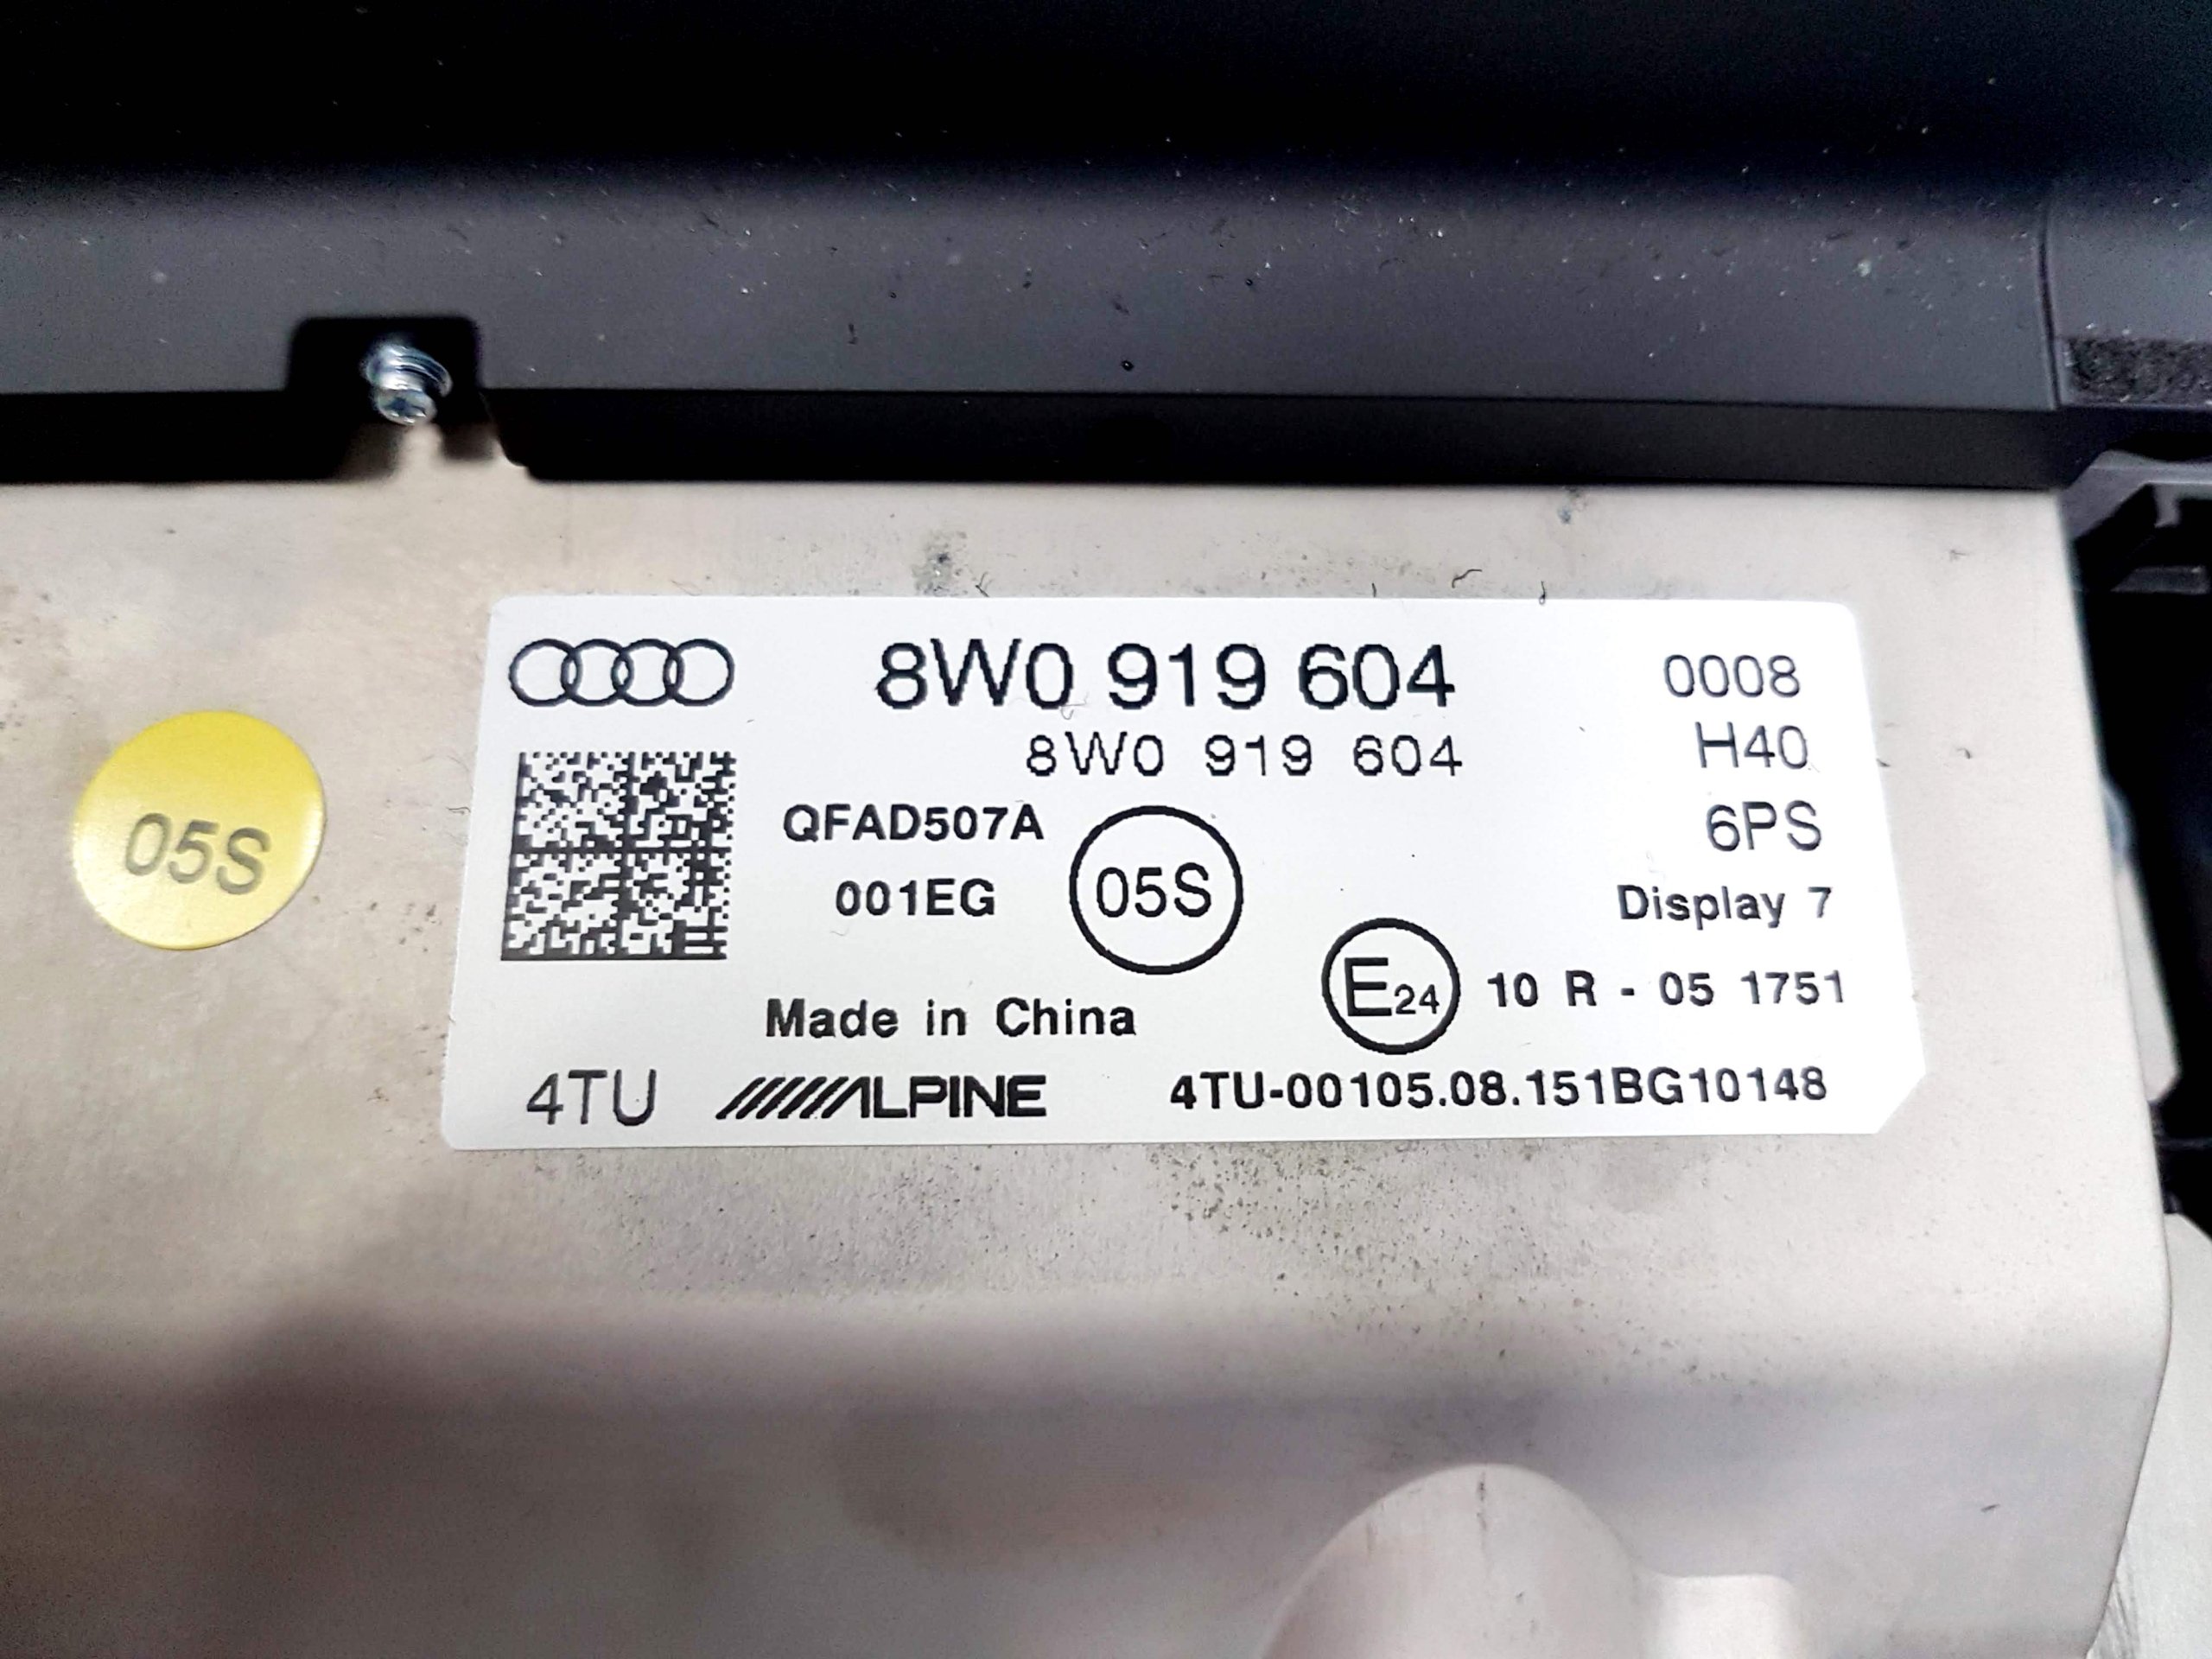 8W0 919 604 0008
8W0 919 604 H40
QFAD507A 6PS
05S
001EG 05S Display 7
E24 10 R - 05 1751
Made in China
4TU ALPINE 4TU-00105.08.151BG10148